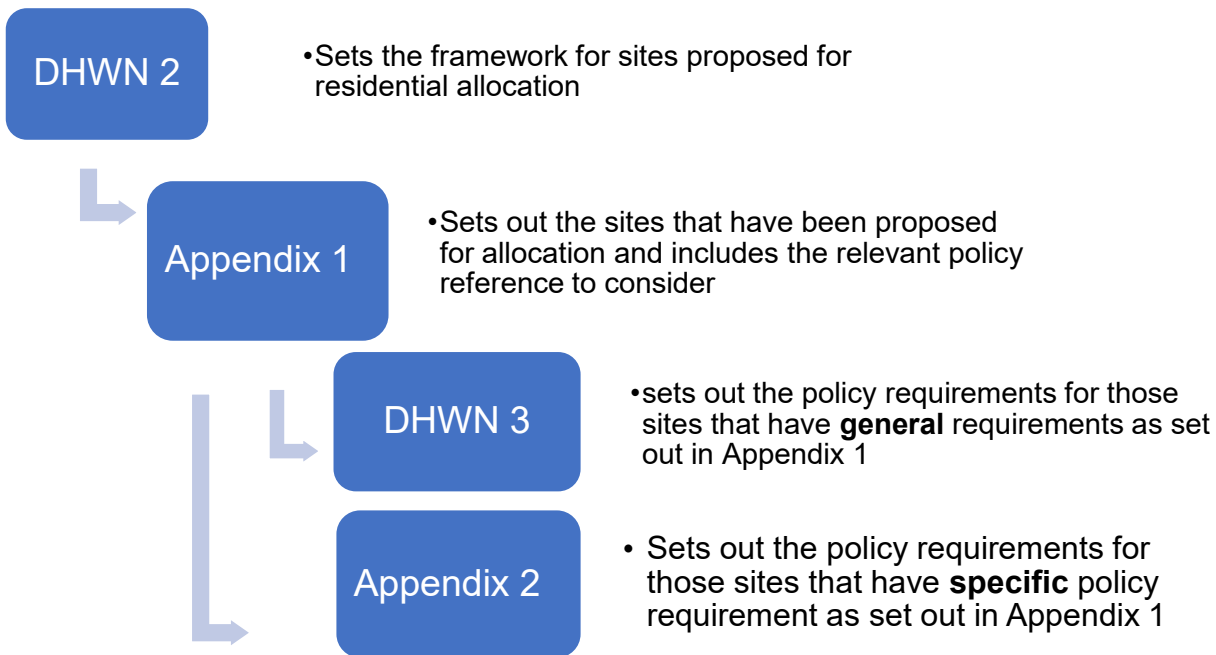 DHWN 2
•Sets the framework for sites proposed for
residential allocation
Appendix 1
•Sets out the sites that have been proposed
for allocation and includes the relevant policy
reference to consider
DHWN 3
•sets out the policy requirements for those
sites that have general requirements as set
out in Appendix 1
Appendix 2
• Sets out the policy requirements for
those sites that have specific policy
requirement as set out in Appendix 1